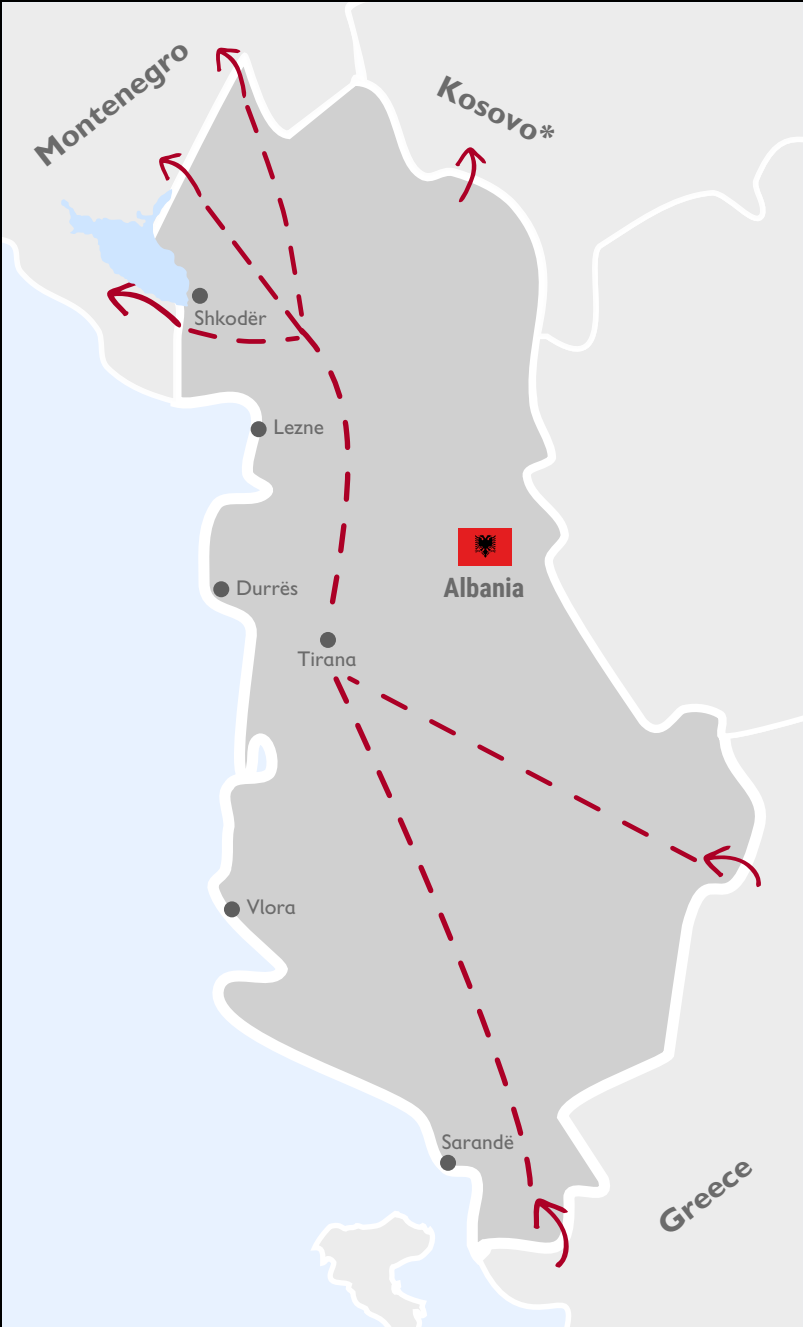 Montenegro
Kosovo*
Shkodër
Lezne
Durrës
Albania
Tirana
Vlora
Sarandë
Greece